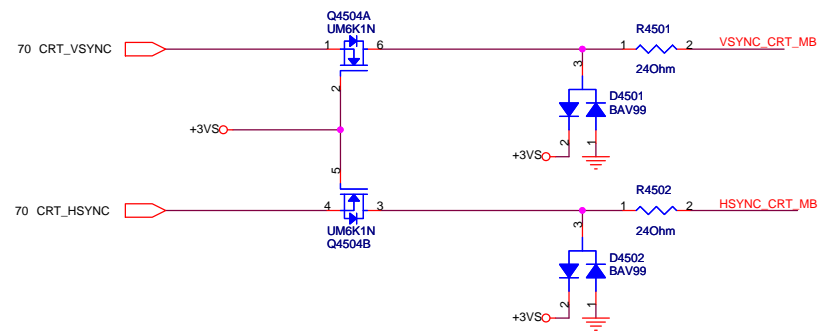 Q4504A
UM6K1N
70 CRT_VSYNC
1
6
2
R4501
1
2
VSYNC_CRT_MB
24Ohm
3
D4501
BAV99
2
1
+3VS
+3VS
5
70 CRT_HSYNC
4
3
UM6K1N
Q4504B
R4502
1
2
HSYNC_CRT_MB
24Ohm
3
D4502
BAV99
2
1
+3VS